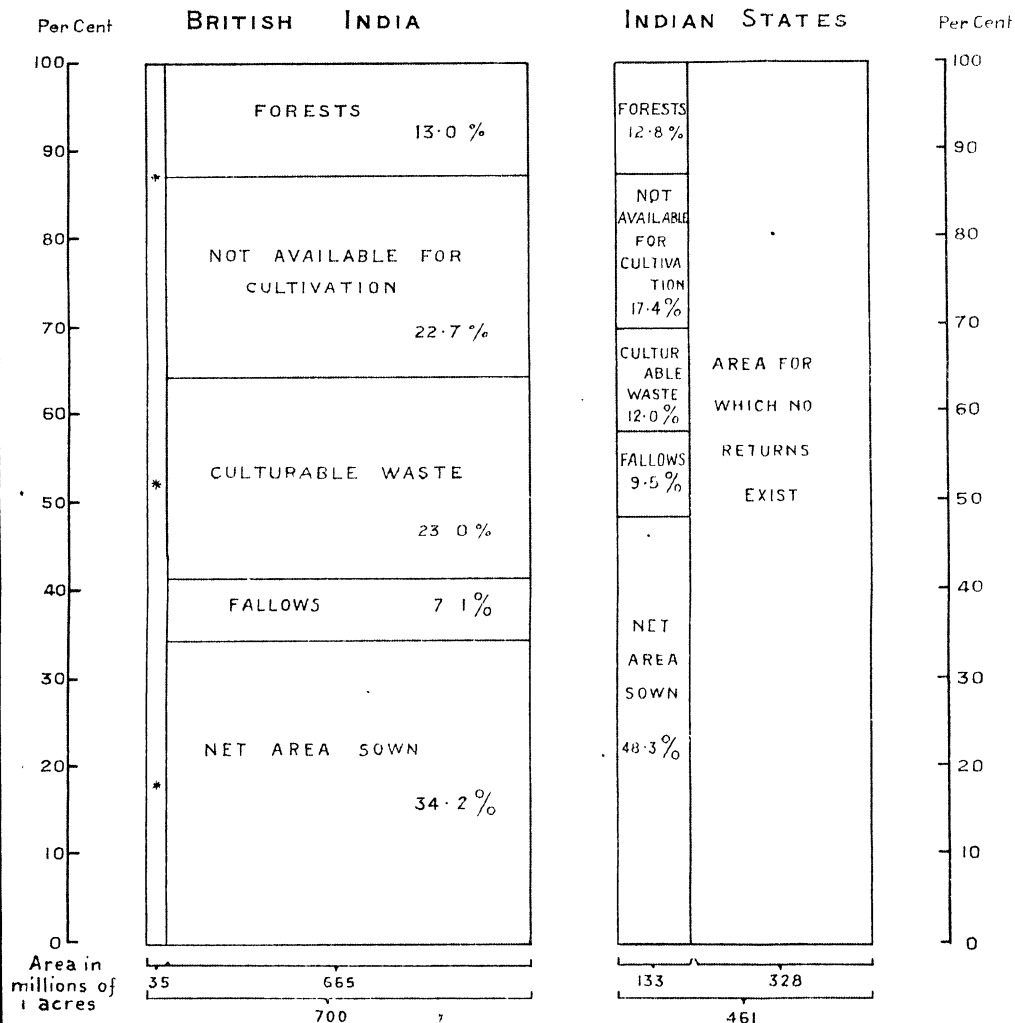 BRITISH INDIA
INDIAN STATES
Per Cent
Per Cent
100
90
80
70
60
50
40
30
20
10
0
*
*
*
FORESTS
13·0 %
NOT AVAILABLE FOR
CULTIVATION
22·7 %
CULTURABLE WASTE
23 0 %
FALLOWS 7 1 %
NET AREA SOWN
34·2 %
FORESTS
12·8 %
NOT
AVAILABLE
FOR
CULTIVA
TION
17·4 %
CULTUR
ABLE
WASTE
12·0 %
FALLOWS
9·5 %
NET
AREA
SOWN
48·3 %
AREA FOR
WHICH NO
RETURNS
EXIST
100
90
80
70
60
50
40
30
20
10
0
Area in
millions of
acres
35 665
700
133 328
461